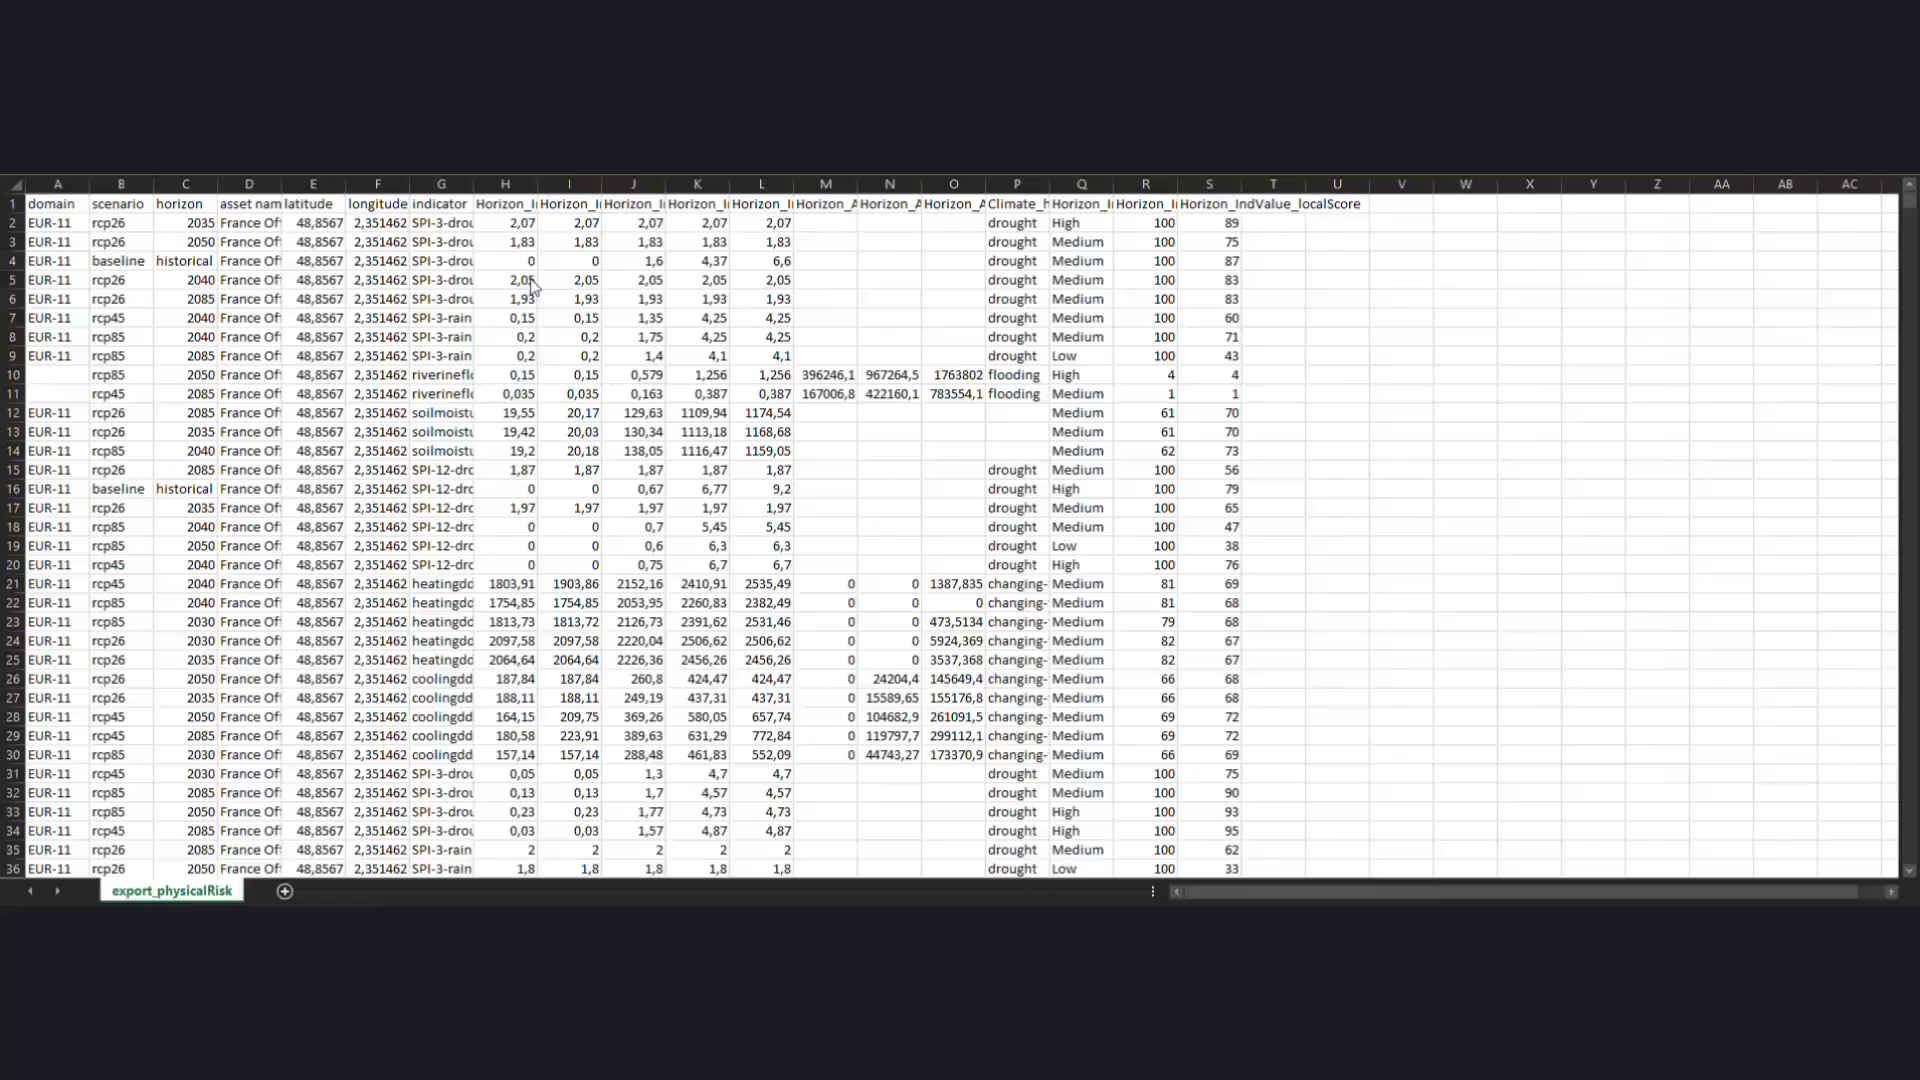 A B C D E F G H I J K L M N O P Q R S T U V W X Y Z AA AB AC
1 domain scenario horizon asset nam latitude longitude indicator Horizon_I Horizon_I Horizon_I Horizon_I Horizon_I Horizon_A Horizon_A Horizon_A Climate_h Horizon_I Horizon_I Horizon_IndValue_localScore
2 EUR-11 rcp26 2035 France Of 48,8567 2,351462 SPI-3-drou 2,07 2,07 2,07 2,07 2,07 drought High 100 89
3 EUR-11 rcp26 2050 France Of 48,8567 2,351462 SPI-3-drou 1,83 1,83 1,83 1,83 1,83 drought Medium 100 75
4 EUR-11 baseline historical France Of 48,8567 2,351462 SPI-3-drou 0 0 1,6 4,37 6,6 drought Medium 100 87
5 EUR-11 rcp26 2040 France Of 48,8567 2,351462 SPI-3-drou 2,05 2,05 2,05 2,05 2,05 drought Medium 100 83
6 EUR-11 rcp26 2085 France Of 48,8567 2,351462 SPI-3-drou 1,93 1,93 1,93 1,93 1,93 drought Medium 100 83
7 EUR-11 rcp45 2040 France Of 48,8567 2,351462 SPI-3-rain 0,15 0,15 1,35 4,25 4,25 drought Medium 100 60
8 EUR-11 rcp85 2040 France Of 48,8567 2,351462 SPI-3-rain 0,2 0,2 1,75 4,25 4,25 drought Medium 100 71
9 EUR-11 rcp85 2085 France Of 48,8567 2,351462 SPI-3-rain 0,2 0,2 1,4 4,1 4,1 drought Low 100 43
10 rcp85 2050 France Of 48,8567 2,351462 riverineflo 0,15 0,15 0,579 1,256 1,256 396246,1 967264,5 1763802 flooding High 4 4
11 rcp45 2085 France Of 48,8567 2,351462 riverineflo 0,035 0,035 0,163 0,387 0,387 167006,8 422160,1 783554,1 flooding Medium 1 1
12 EUR-11 rcp26 2085 France Of 48,8567 2,351462 soilmoistu 19,55 20,17 129,63 1109,94 1174,54 Medium 61 70
13 EUR-11 rcp26 2035 France Of 48,8567 2,351462 soilmoistu 19,42 20,03 130,34 1113,18 1168,68 Medium 61 70
14 EUR-11 rcp85 2040 France Of 48,8567 2,351462 soilmoistu 19,2 20,18 138,05 1116,47 1159,05 Medium 62 73
15 EUR-11 rcp26 2085 France Of 48,8567 2,351462 SPI-12-dro 1,87 1,87 1,87 1,87 1,87 drought Medium 100 56
16 EUR-11 baseline historical France Of 48,8567 2,351462 SPI-12-dro 0 0 0,67 6,77 9,2 drought High 100 79
17 EUR-11 rcp26 2035 France Of 48,8567 2,351462 SPI-12-dro 1,97 1,97 1,97 1,97 1,97 drought Medium 100 65
18 EUR-11 rcp85 2040 France Of 48,8567 2,351462 SPI-12-dro 0 0 0,7 5,45 5,45 drought Medium 100 47
19 EUR-11 rcp85 2050 France Of 48,8567 2,351462 SPI-12-dro 0 0 0,6 6,3 6,3 drought Low 100 38
20 EUR-11 rcp45 2040 France Of 48,8567 2,351462 SPI-12-dro 0 0 0,75 6,7 6,7 drought High 100 76
21 EUR-11 rcp45 2040 France Of 48,8567 2,351462 heatingdd 1803,91 1903,86 2152,16 2410,91 2535,49 0 0 1387,835 changing- Medium 81 69
22 EUR-11 rcp85 2040 France Of 48,8567 2,351462 heatingdd 1754,85 1754,85 2053,95 2260,83 2382,49 0 0 0 changing- Medium 81 68
23 EUR-11 rcp85 2030 France Of 48,8567 2,351462 heatingdd 1813,73 1813,72 2126,73 2391,62 2531,46 0 0 473,5134 changing- Medium 79 68
24 EUR-11 rcp26 2030 France Of 48,8567 2,351462 heatingdd 2097,58 2097,58 2220,04 2506,62 2506,62 0 0 5924,369 changing- Medium 82 67
25 EUR-11 rcp26 2035 France Of 48,8567 2,351462 heatingdd 2064,64 2064,64 2226,36 2456,26 2456,26 0 0 3537,368 changing- Medium 82 67
26 EUR-11 rcp26 2050 France Of 48,8567 2,351462 coolingdd 187,84 187,84 260,8 424,47 424,47 0 24204,4 145649,4 changing- Medium 66 68
27 EUR-11 rcp26 2035 France Of 48,8567 2,351462 coolingdd 188,11 188,11 249,19 437,31 437,31 0 15589,65 155176,8 changing- Medium 66 68
28 EUR-11 rcp45 2050 France Of 48,8567 2,351462 coolingdd 164,15 209,75 369,26 580,05 657,74 0 104682,9 261091,5 changing- Medium 69 72
29 EUR-11 rcp45 2085 France Of 48,8567 2,351462 coolingdd 180,58 223,91 389,63 631,29 772,84 0 119797,7 299112,1 changing- Medium 69 72
30 EUR-11 rcp85 2030 France Of 48,8567 2,351462 coolingdd 157,14 157,14 288,48 461,83 552,09 0 44743,27 173370,9 changing- Medium 66 69
31 EUR-11 rcp45 2030 France Of 48,8567 2,351462 SPI-3-drou 0,05 0,05 1,3 4,7 4,7 drought Medium 100 75
32 EUR-11 rcp85 2085 France Of 48,8567 2,351462 SPI-3-drou 0,13 0,13 1,7 4,57 4,57 drought Medium 100 90
33 EUR-11 rcp85 2050 France Of 48,8567 2,351462 SPI-3-drou 0,23 0,23 1,77 4,73 4,73 drought High 100 93
34 EUR-11 rcp45 2085 France Of 48,8567 2,351462 SPI-3-drou 0,03 0,03 1,57 4,87 4,87 drought High 100 95
35 EUR-11 rcp26 2085 France Of 48,8567 2,351462 SPI-3-rain 2 2 2 2 2 drought Medium 100 62
36 EUR-11 rcp26 2050 France Of 48,8567 2,351462 SPI-3-rain 1,8 1,8 1,8 1,8 1,8 drought Low 100 33
export_physicalRisk